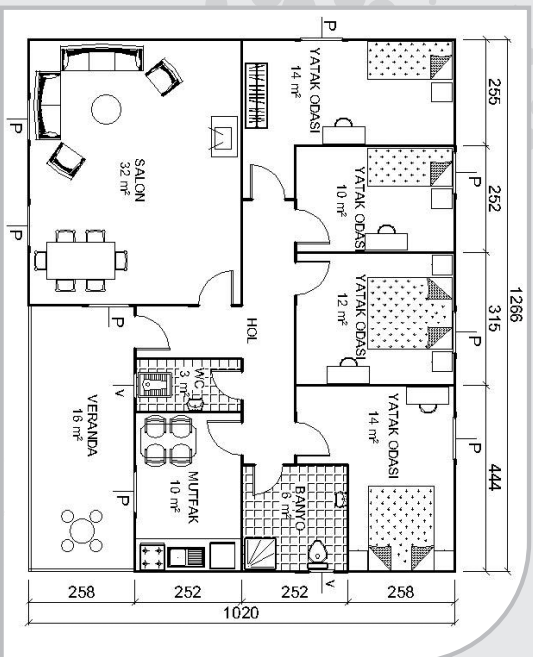 P
YATAK ODASI
14 m²
255
P
YATAK ODASI
10 m²
252
P
SALON
32 m²
P
1266
YATAK ODASI
12 m²
315
P
HOL
P
WC
3 m²
V
VERANDA
16 m²
YATAK ODASI
14 m²
444
P
MUTFAK
10 m²
P
BANYO
6 m²
V
258
252
252
258
1020